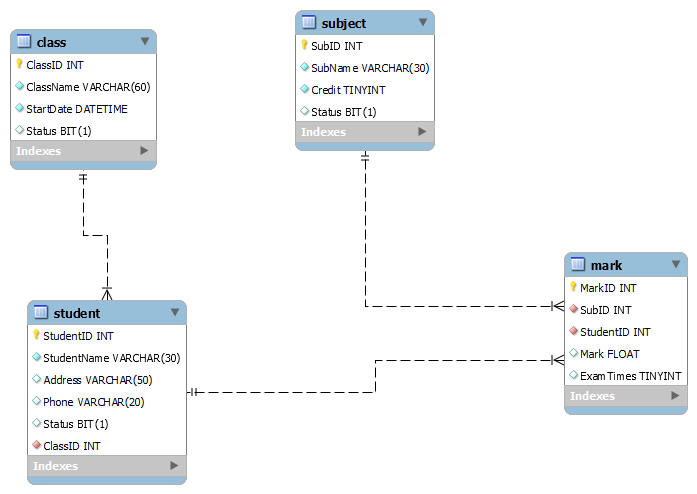 class
ClassID INT
ClassName VARCHAR(60)
StartDate DATETIME
Status BIT(1)
Indexes
subject
SubID INT
SubName VARCHAR(30)
Credit TINYINT
Status BIT(1)
Indexes
student
StudentID INT
StudentName VARCHAR(30)
Address VARCHAR(50)
Phone VARCHAR(20)
Status BIT(1)
ClassID INT
Indexes
mark
MarkID INT
SubID INT
StudentID INT
Mark FLOAT
ExamTimes TINYINT
Indexes